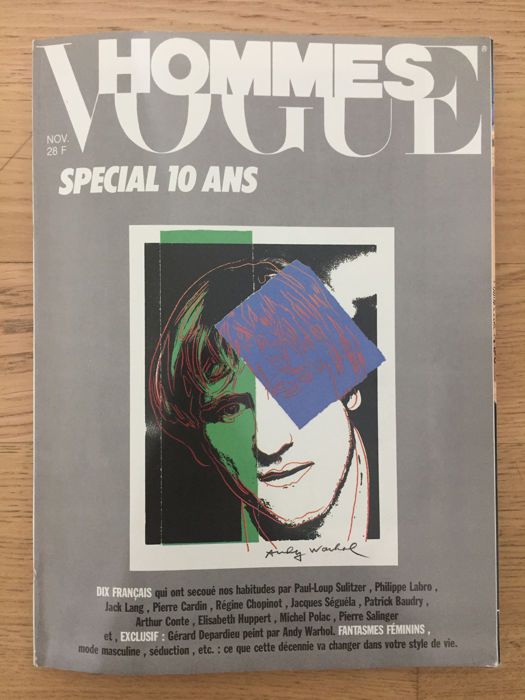 HOMMES
VOGUE®
NOV.
28 F
SPECIAL 10 ANS
Andy Warhol
DIX FRANÇAIS qui ont secoué nos habitudes par Paul-Loup Sulitzer , Philippe Labro ,
Jack Lang , Pierre Cardin , Régine Chopinot , Jacques Séguéla , Patrick Baudry ,
Arthur Conte , Elisabeth Huppert , Michel Polac , Pierre Salinger
et , EXCLUSIF : Gérard Depardieu peint par Andy Warhol. FANTASMES FÉMININS ,
mode masculine , séduction , etc. : ce que cette décennie va changer dans votre style de vie.